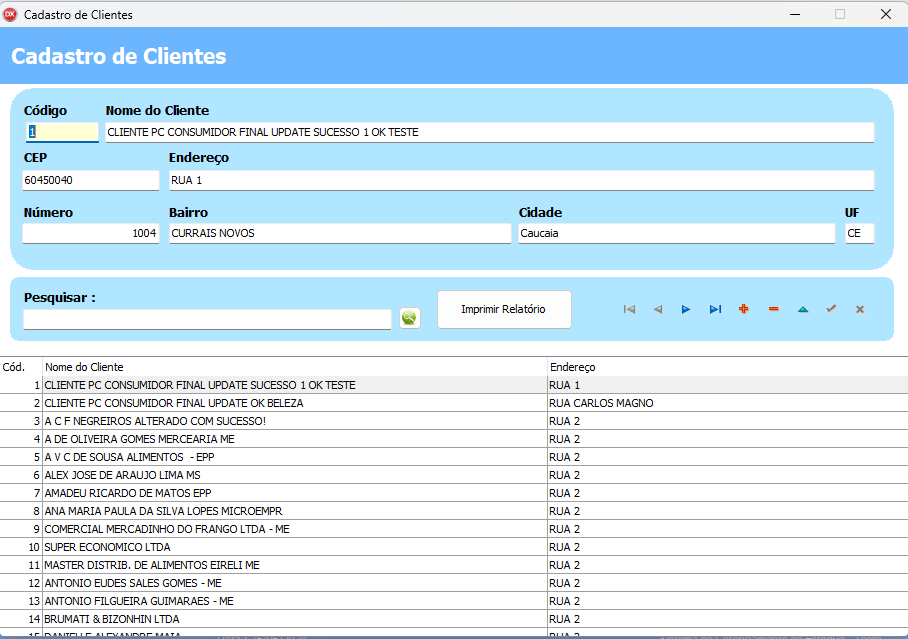 DX Cadastro de Clientes
Cadastro de Clientes
Código Nome do Cliente
1 CLIENTE PC CONSUMIDOR FINAL UPDATE SUCESSO 1 OK TESTE
CEP Endereço
60450040 RUA 1
Número Bairro Cidade UF
1004 CURRAIS NOVOS Caucaia CE
Pesquisar :
Imprimir Relatório
Cód. Nome do Cliente Endereço
1 CLIENTE PC CONSUMIDOR FINAL UPDATE SUCESSO 1 OK TESTE RUA 1
2 CLIENTE PC CONSUMIDOR FINAL UPDATE OK BELEZA RUA CARLOS MAGNO
3 A C F NEGREIROS ALTERADO COM SUCESSO! RUA 2
4 A DE OLIVEIRA GOMES MERCEARIA ME RUA 2
5 A V C DE SOUSA ALIMENTOS - EPP RUA 2
6 ALEX JOSE DE ARAUJO LIMA MS RUA 2
7 AMADEU RICARDO DE MATOS EPP RUA 2
8 ANA MARIA PAULA DA SILVA LOPES MICROEMPR RUA 2
9 COMERCIAL MERCADINHO DO FRANGO LTDA - ME RUA 2
10 SUPER ECONOMICO LTDA RUA 2
11 MASTER DISTRIB. DE ALIMENTOS EIRELI ME RUA 2
12 ANTONIO EUDES SALES GOMES - ME RUA 2
13 ANTONIO FILGUEIRA GUIMARAES - ME RUA 2
14 BRUMATI & BIZONHIN LTDA RUA 2
15 DANIELLE ALEXANDRE MAIA RUA 2